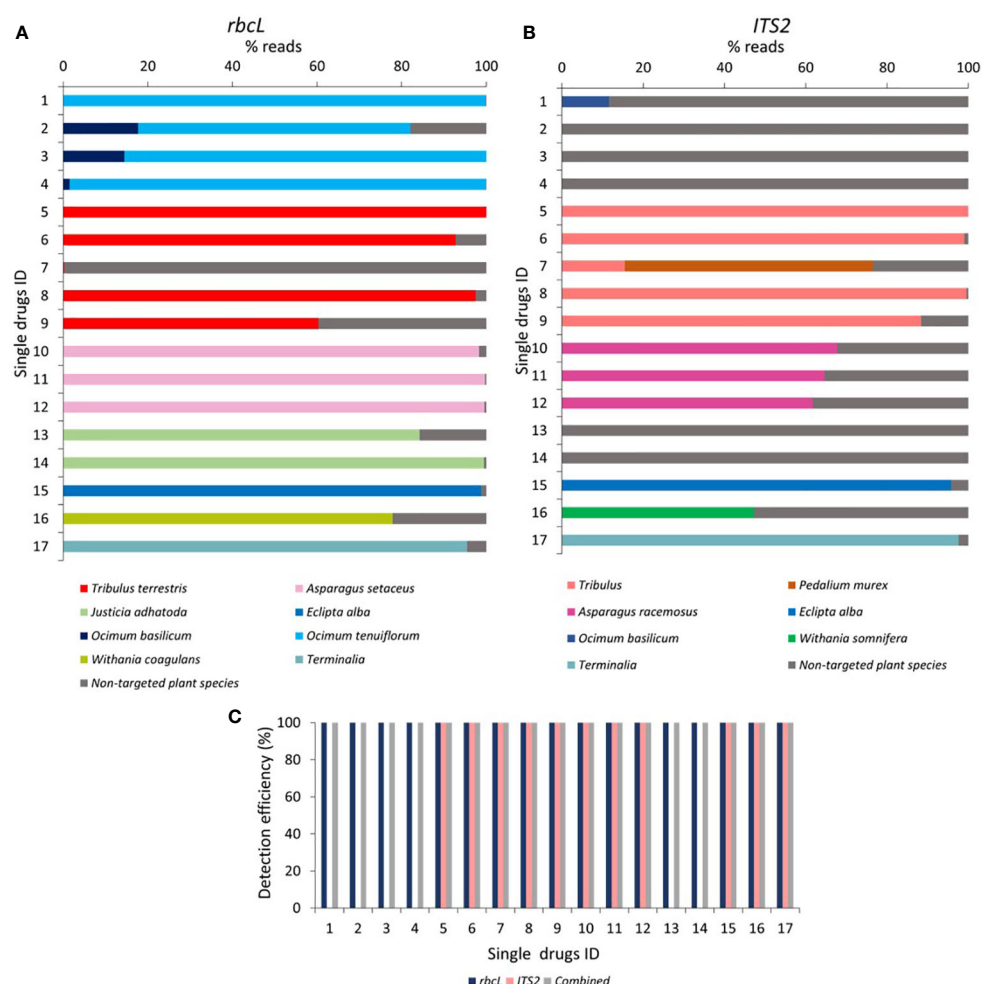 A
rbcL
% reads
0 20 40 60 80 100
Single drugs ID
1
2
3
4
5
6
7
8
9
10
11
12
13
14
15
16
17
Tribulus terrestris
Asparagus setaceus
Justicia adhatoda
Eclipta alba
Ocimum basilicum
Ocimum tenuiflorum
Withania coagulans
Terminalia
Non-targeted plant species
B
ITS2
% reads
0 20 40 60 80 100
Single drugs ID
1
2
3
4
5
6
7
8
9
10
11
12
13
14
15
16
17
Tribulus
Pedalium murex
Asparagus racemosus
Eclipta alba
Ocimum basilicum
Withania somnifera
Terminalia
Non-targeted plant species
C
Detection efficiency (%)
100
80
60
40
20
0
1 2 3 4 5 6 7 8 9 10 11 12 13 14 15 16 17
Single drugs ID
rbcL ITS2 Combined